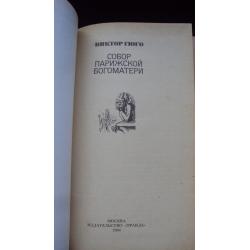 ВИКТОР ГЮГО
СОБОР
ПАРИЖСКОЙ
БОГОМАТЕРИ
МОСКВА
ИЗДАТЕЛЬСТВО «ПРАВДА»